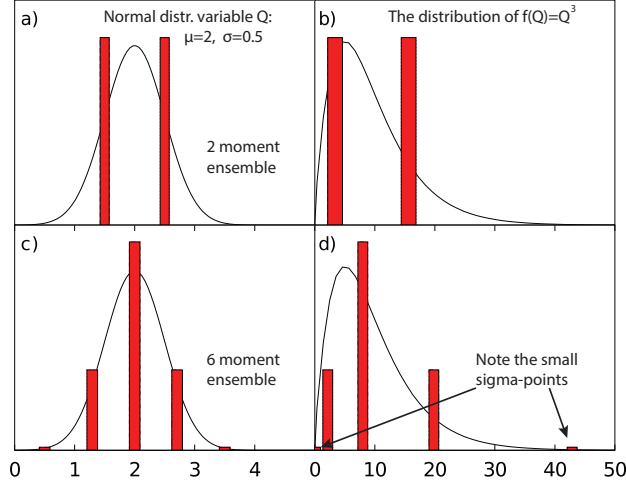 a)
Normal distr. variable Q:
μ=2, σ=0.5
2 moment
ensemble
b)
The distribution of f(Q)=Q³
c)
6 moment
ensemble
d)
Note the small
sigma-points
0 1 2 3 4
0 10 20 30 40 50